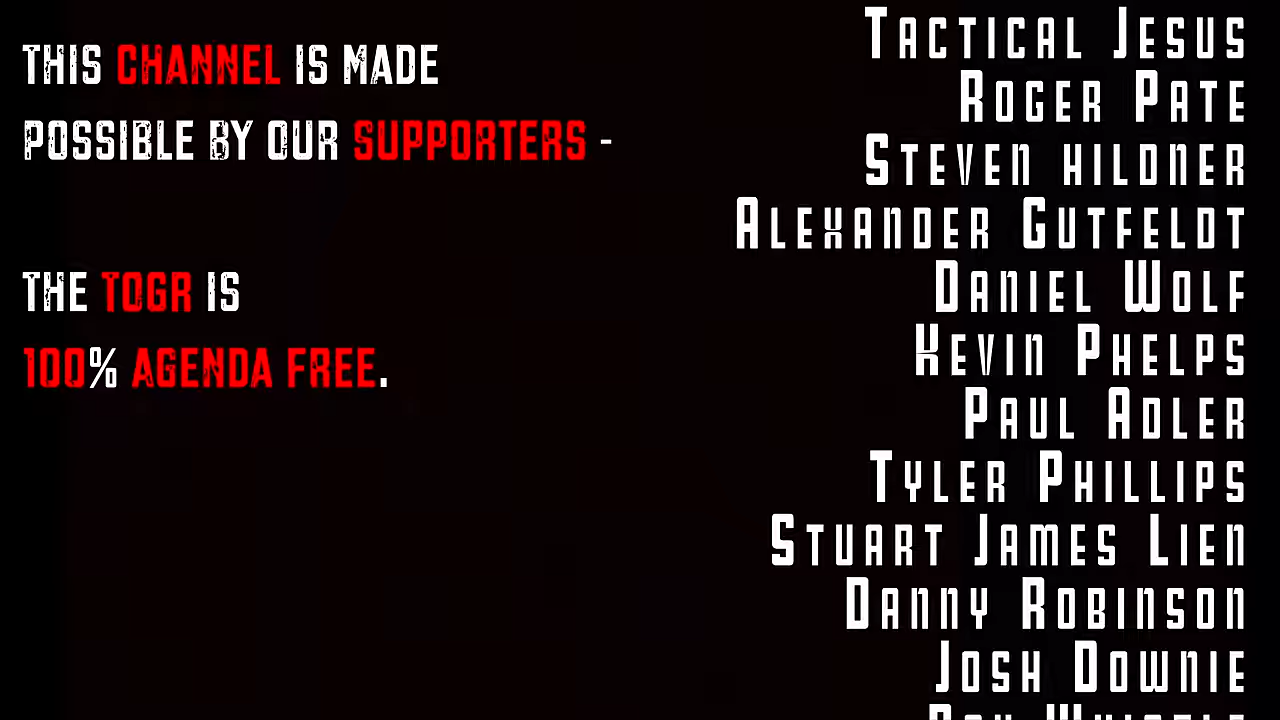 THIS CHANNEL IS MADE
POSSIBLE BY OUR SUPPORTERS -
THE TOGR IS
100% AGENDA FREE.
TACTICAL JESUS
ROGER PATE
STEVEN HILDNER
ALEXANDER GUTFELDT
DANIEL WOLF
KEVIN PHELPS
PAUL ADLER
TYLER PHILLIPS
STUART JAMES LIEN
DANNY ROBINSON
JOSH DOWNIE